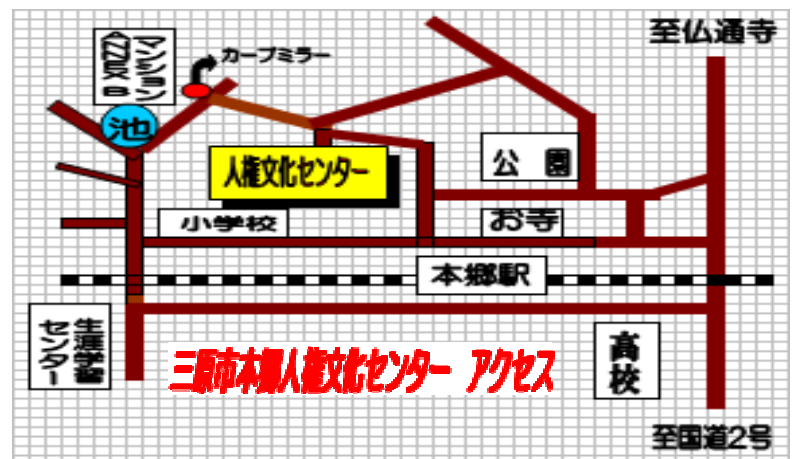 至仏通寺
カーブミラー
マンション
池
人権文化センター
公園
小学校
お寺
本郷駅
生涯学習
センター
高校
三原市本郷人権文化センター アクセス
至国道2号